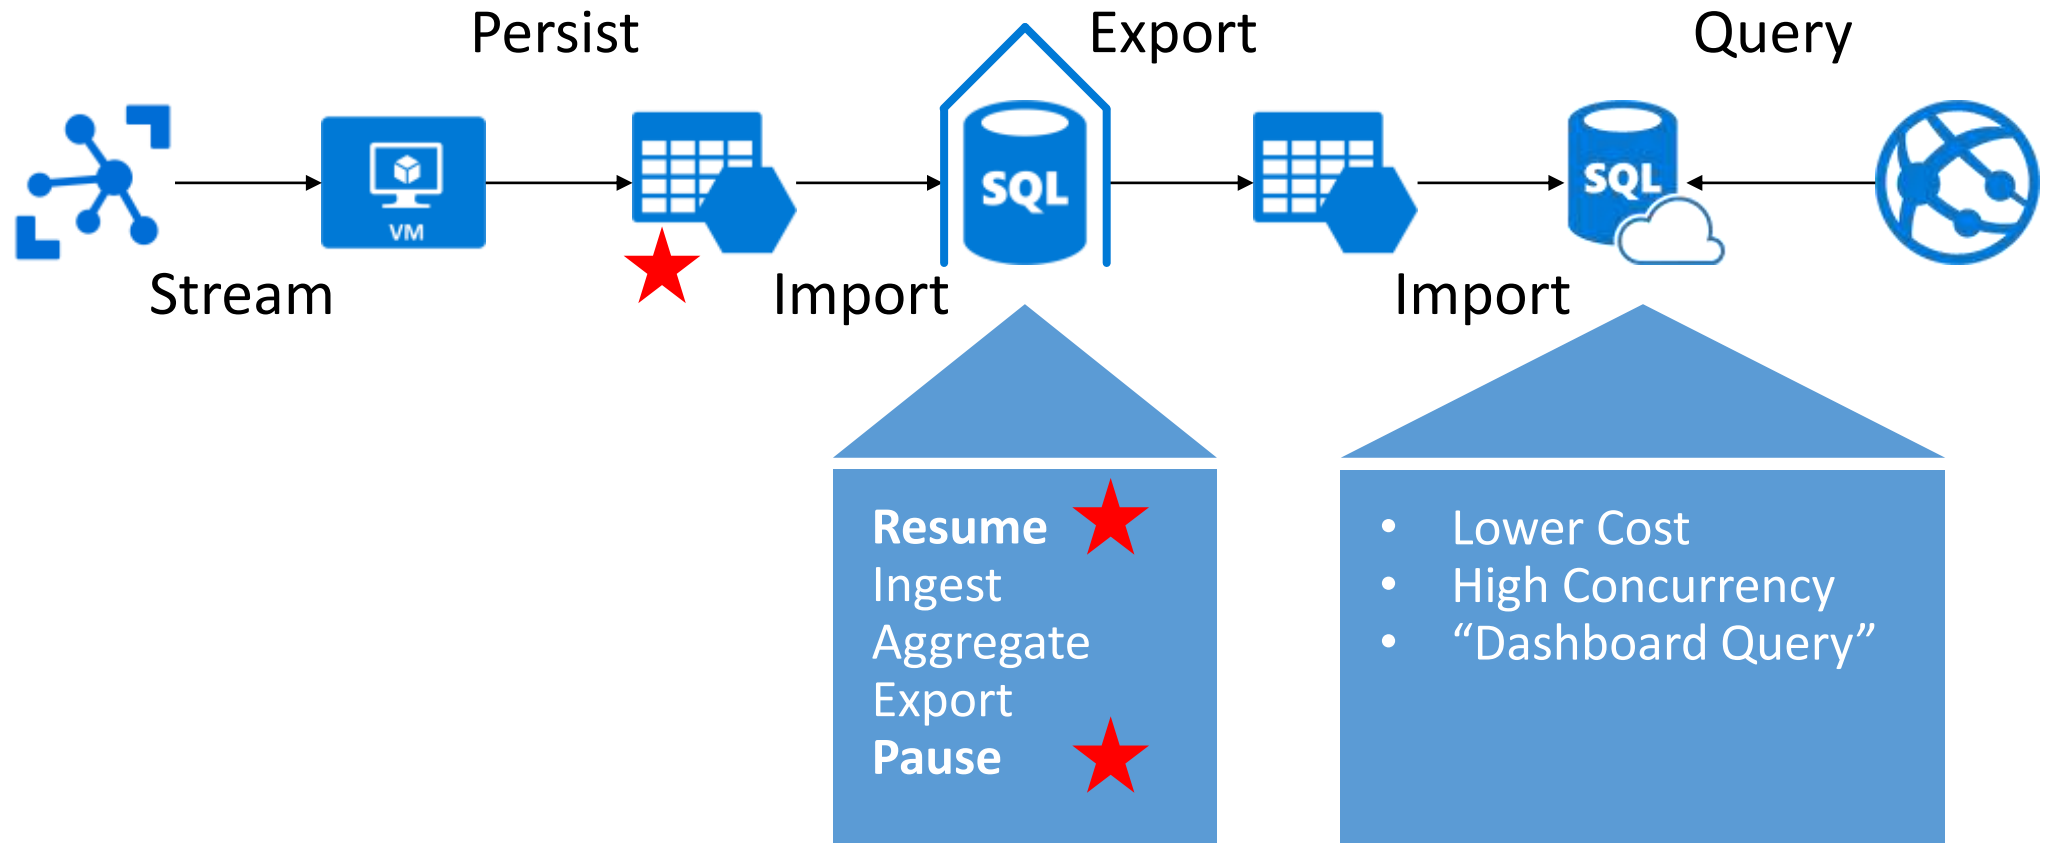 Persist
Export
Query
VM
SQL
SQL
Stream
Import
Import
Resume
Ingest
Aggregate
Export
Pause
• Lower Cost
• High Concurrency
• “Dashboard Query”